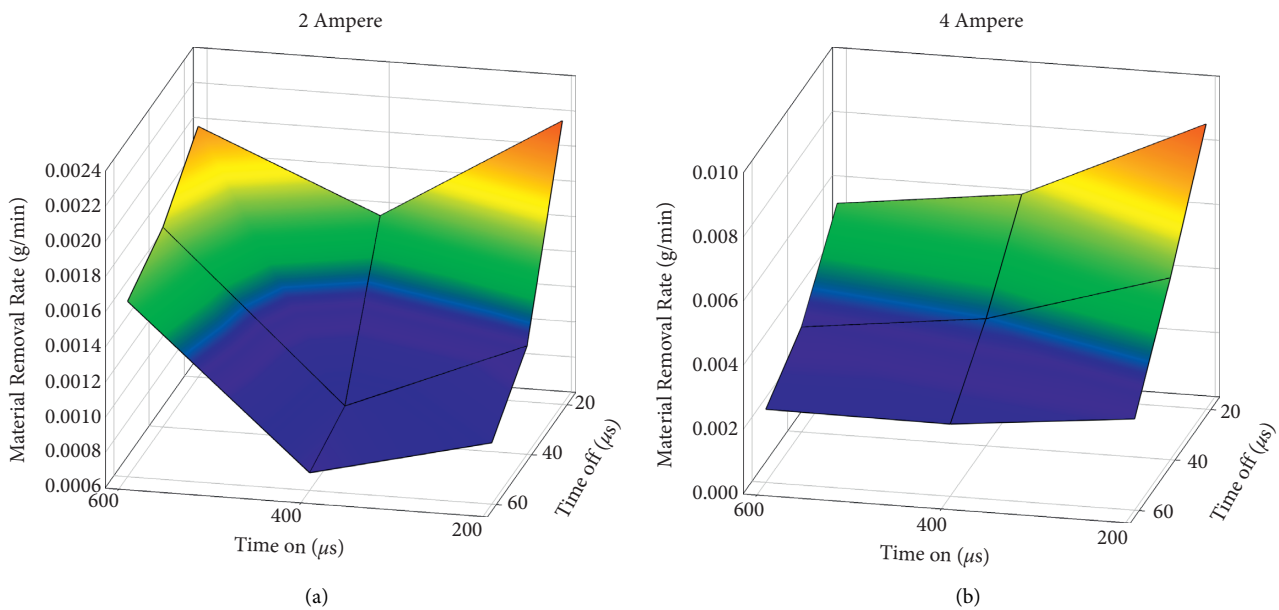 2 Ampere
0.0024
0.0022
0.0020
0.0018
0.0016
0.0014
0.0012
0.0010
0.0008
0.0006
Material Removal Rate (g/min)
600
400
200
Time on (μs)
20
40
60
Time off (μs)
(a)
4 Ampere
0.010
0.008
0.006
0.004
0.002
0.000
Material Removal Rate (g/min)
600
400
200
Time on (μs)
20
40
60
Time off (μs)
(b)